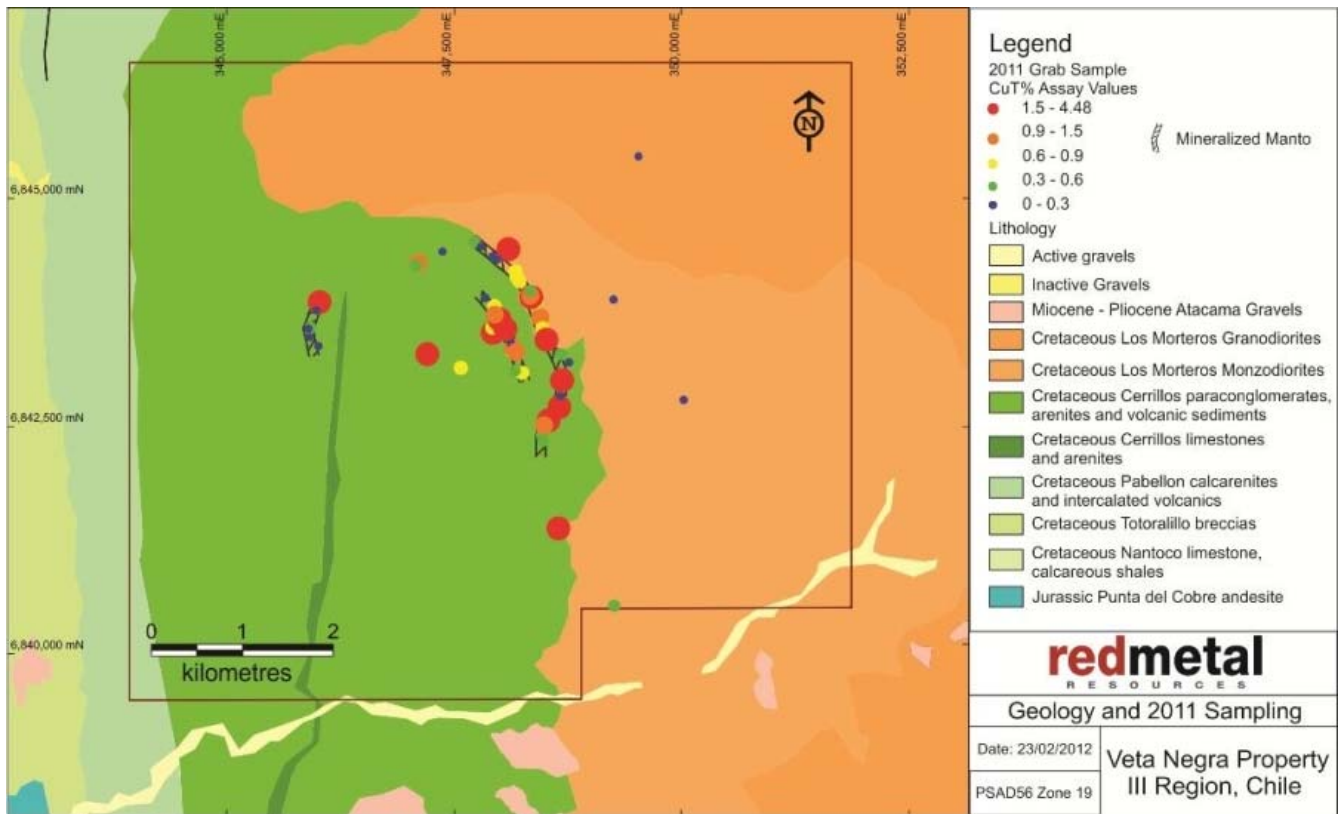 345,000 mE
347,500 mE
350,000 mE
352,500 mE
N
6,845,000 mN
6,842,500 mN
6,840,000 mN
0 1 2
kilometres
Legend
2011 Grab Sample
CuT% Assay Values
1.5 - 4.48
0.9 - 1.5
0.6 - 0.9
0.3 - 0.6
0 - 0.3
Mineralized Manto
Lithology
Active gravels
Inactive Gravels
Miocene - Pliocene Atacama Gravels
Cretaceous Los Morteros Granodiorites
Cretaceous Los Morteros Monzodiorites
Cretaceous Cerrillos paraconglomerates,
arenites and volcanic sediments
Cretaceous Cerrillos limestones
and arenites
Cretaceous Pabellon calcarenites
and intercalated volcanics
Cretaceous Totoralillo breccias
Cretaceous Nantoco limestone,
calcareous shales
Jurassic Punta del Cobre andesite
redmetal
RESOURCES
Geology and 2011 Sampling
Date: 23/02/2012
PSAD56 Zone 19
Veta Negra Property
III Region, Chile